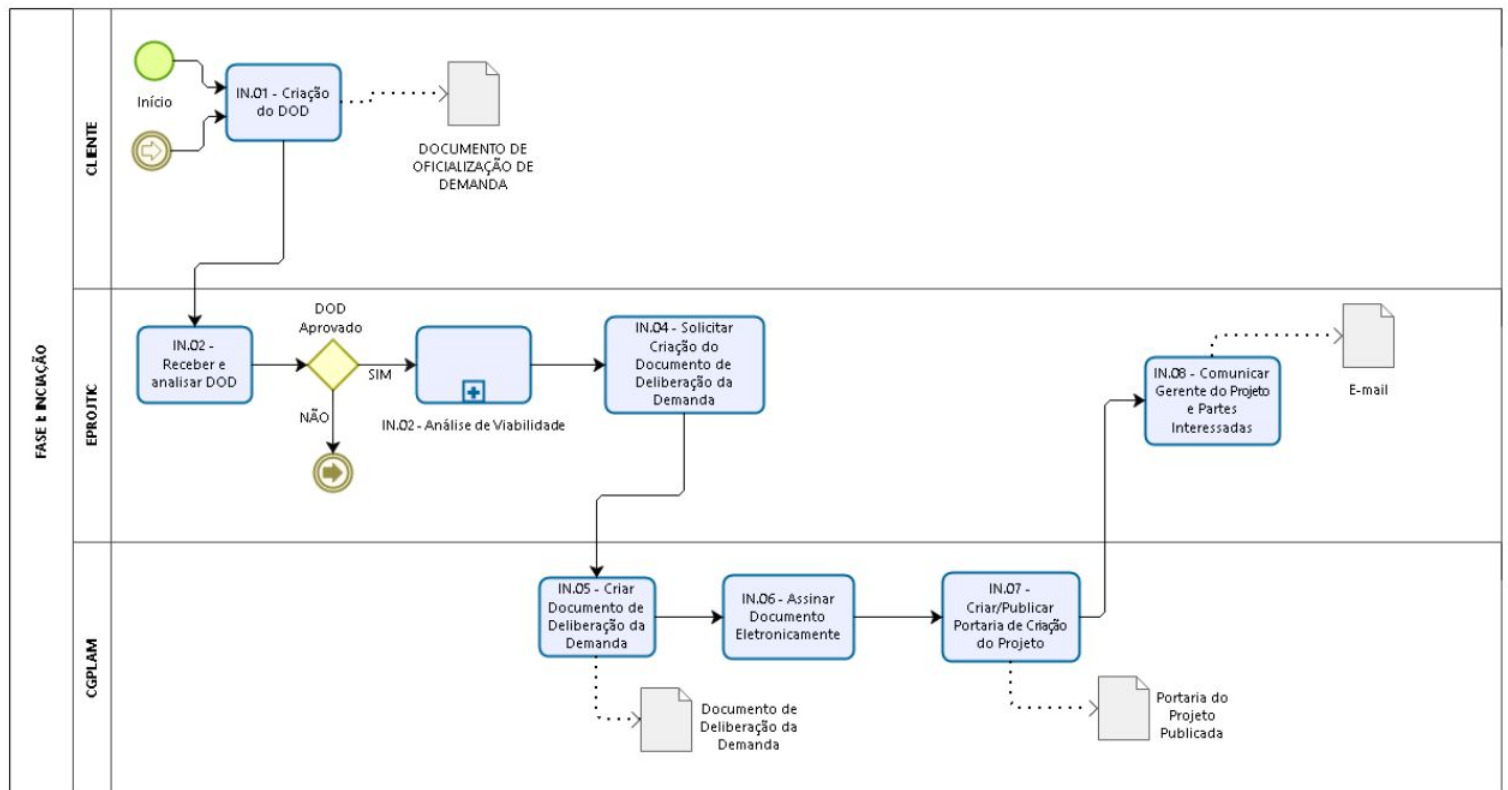 FASE I: INICIAÇÃO
CLIENTE
Início
IN.01 - Criação
do DOD
DOCUMENTO DE
OFICIALIZAÇÃO DE
DEMANDA
EPROJTIC
IN.02 -
Receber e
analisar DOD
DOD
Aprovado
SIM
NÃO
IN.02 - Análise de Viabilidade
IN.04 - Solicitar
Criação do
Documento de
Deliberação da
Demanda
IN.08 - Comunicar
Gerente do Projeto
e Partes
Interessadas
E-mail
CGPLAM
IN.05 - Criar
Documento de
Deliberação da
Demanda
IN.06 - Assinar
Documento
Eletronicamente
IN.07 -
Criar/Publicar
Portaria de Criação
do Projeto
Documento de
Deliberação da
Demanda
Portaria do
Projeto
Publicada